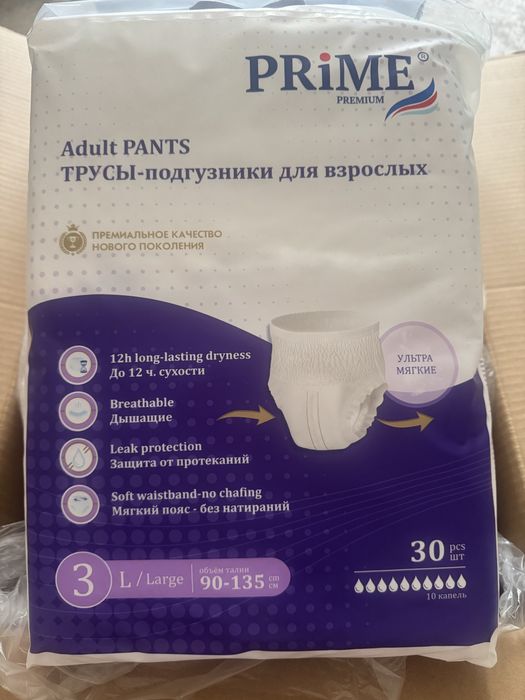 PRiME®
PREMIUM
Adult PANTS
ТРУСЫ-подгузники для взрослых
ПРЕМИАЛЬНОЕ КАЧЕСТВО
НОВОГО ПОКОЛЕНИЯ
12h long-lasting dryness
До 12 ч. сухости
Breathable
Дышащие
Leak protection
Защита от протеканий
Soft waistband-no chafing
Мягкий пояс - без натираний
УЛЬТРА
МЯГКИЕ
3 L / Large
объём талии
90-135 cm см
30 pcs шт
10 капель